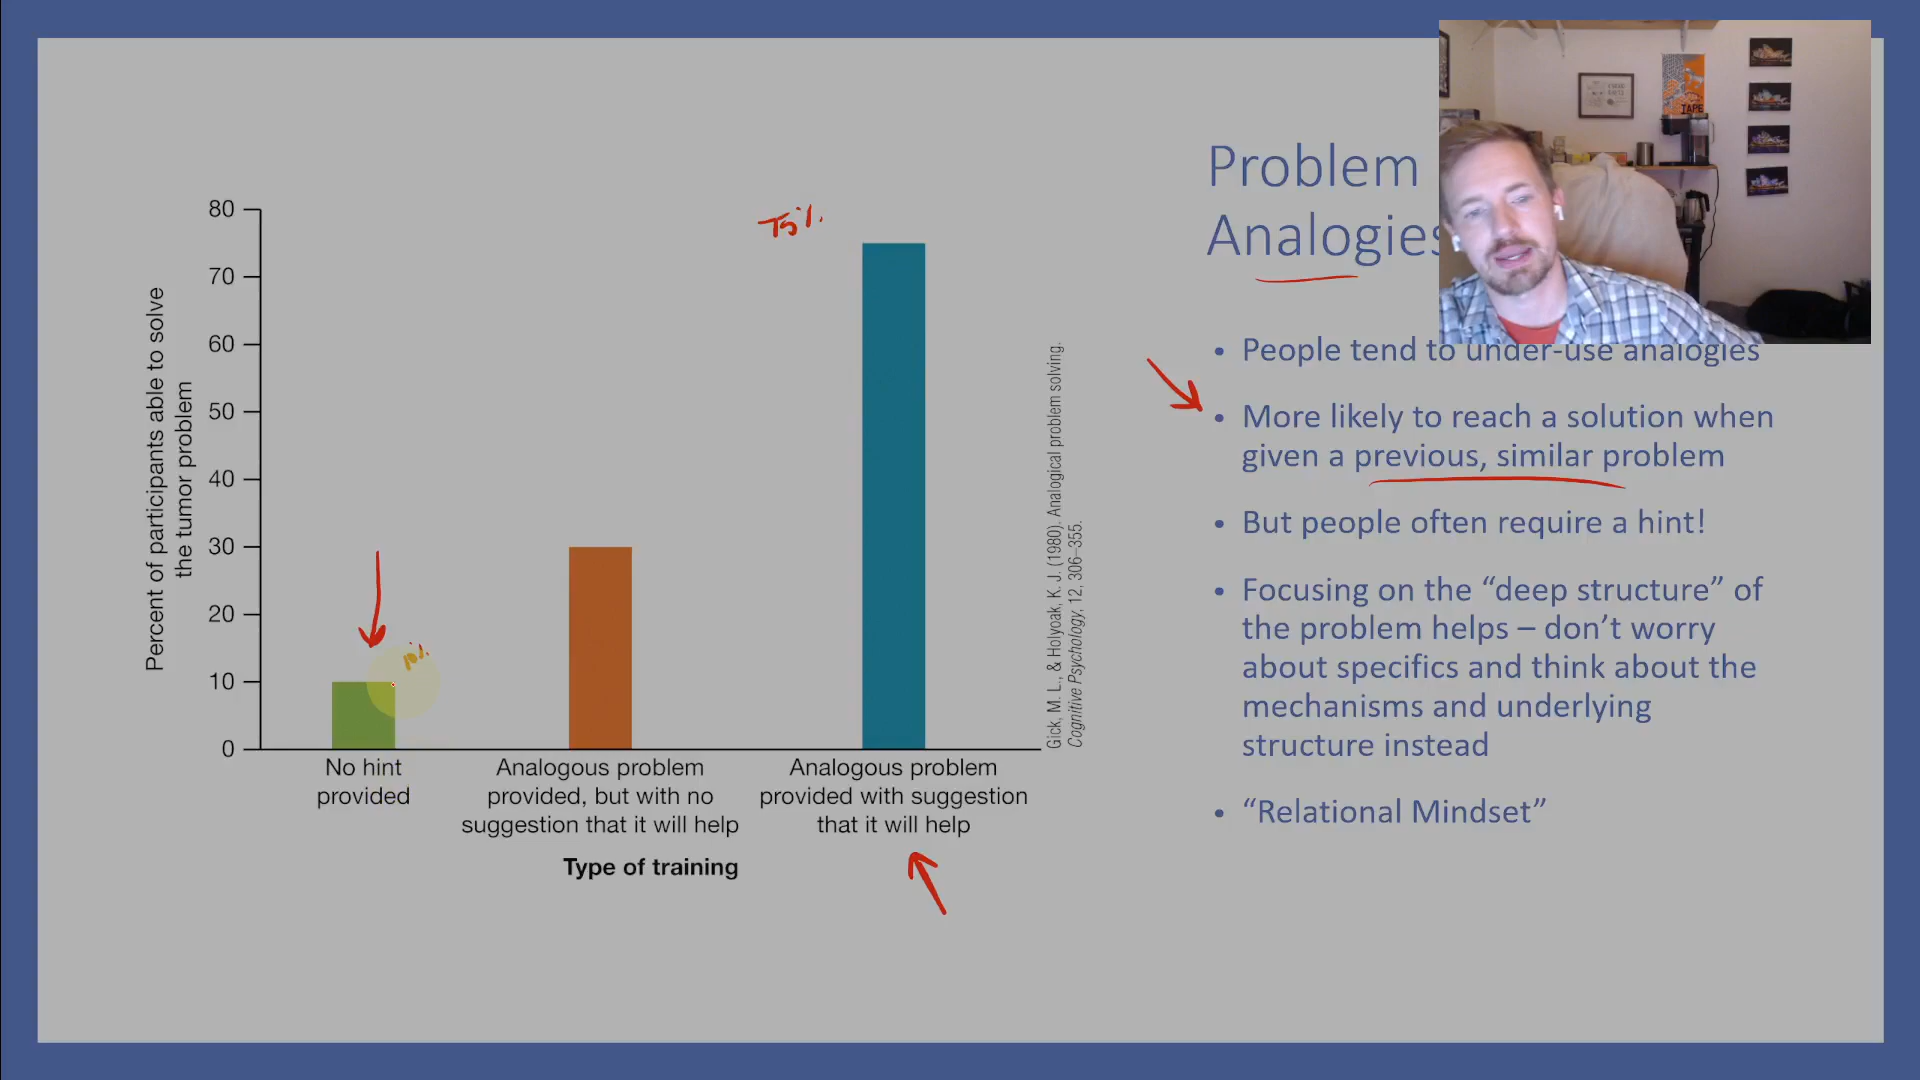 Problem
Analogies
• People tend to under-use analogies
• More likely to reach a solution when
given a previous, similar problem
• But people often require a hint!
• Focusing on the “deep structure” of
the problem helps – don’t worry
about specifics and think about the
mechanisms and underlying
structure instead
• “Relational Mindset”
Percent of participants able to solve
the tumor problem
80
70
60
50
40
30
20
10
0
75%
10%
No hint
provided
Analogous problem
provided, but with no
suggestion that it will help
Analogous problem
provided with suggestion
that it will help
Type of training
Gick, M. L., & Holyoak, K. J. (1980). Analogical problem solving.
Cognitive Psychology, 12, 306–355.
TAPE